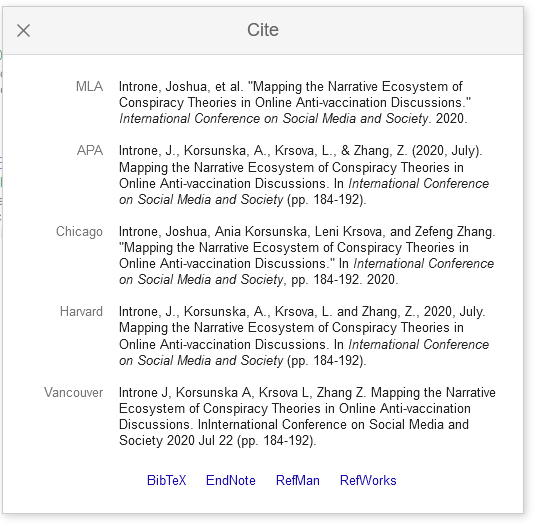 Cite
MLA Introne, Joshua, et al. "Mapping the Narrative Ecosystem of
Conspiracy Theories in Online Anti-vaccination Discussions."
International Conference on Social Media and Society. 2020.
APA Introne, J., Korsunska, A., Krsova, L., & Zhang, Z. (2020, July).
Mapping the Narrative Ecosystem of Conspiracy Theories in
Online Anti-vaccination Discussions. In International Conference
on Social Media and Society (pp. 184-192).
Chicago Introne, Joshua, Ania Korsunska, Leni Krsova, and Zefeng Zhang.
"Mapping the Narrative Ecosystem of Conspiracy Theories in
Online Anti-vaccination Discussions." In International Conference
on Social Media and Society, pp. 184-192. 2020.
Harvard Introne, J., Korsunska, A., Krsova, L. and Zhang, Z., 2020, July.
Mapping the Narrative Ecosystem of Conspiracy Theories in
Online Anti-vaccination Discussions. In International Conference
on Social Media and Society (pp. 184-192).
Vancouver Introne J, Korsunska A, Krsova L, Zhang Z. Mapping the Narrative
Ecosystem of Conspiracy Theories in Online Anti-vaccination
Discussions. InInternational Conference on Social Media and
Society 2020 Jul 22 (pp. 184-192).
BibTeX EndNote RefMan RefWorks